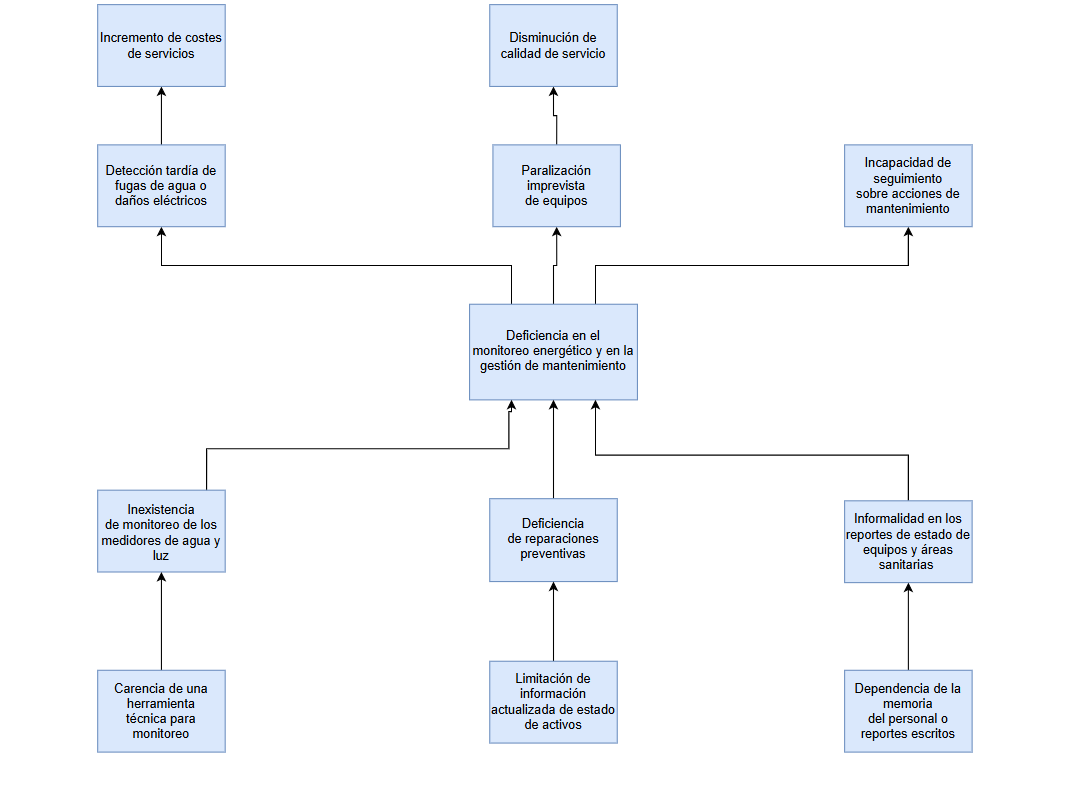 Incremento de costes
de servicios
Disminución de
calidad de servicio
Detección tardía de
fugas de agua o
daños eléctricos
Paralización
imprevista
de equipos
Incapacidad de
seguimiento
sobre acciones de
mantenimiento
Deficiencia en el
monitoreo energético y en la
gestión de mantenimiento
Inexistencia
de monitoreo de los
medidores de agua y
luz
Deficiencia
de reparaciones
preventivas
Informalidad en los
reportes de estado de
equipos y áreas
sanitarias
Carencia de una
herramienta
técnica para
monitoreo
Limitación de
información
actualizada de estado
de activos
Dependencia de la
memoria
del personal o
reportes escritos